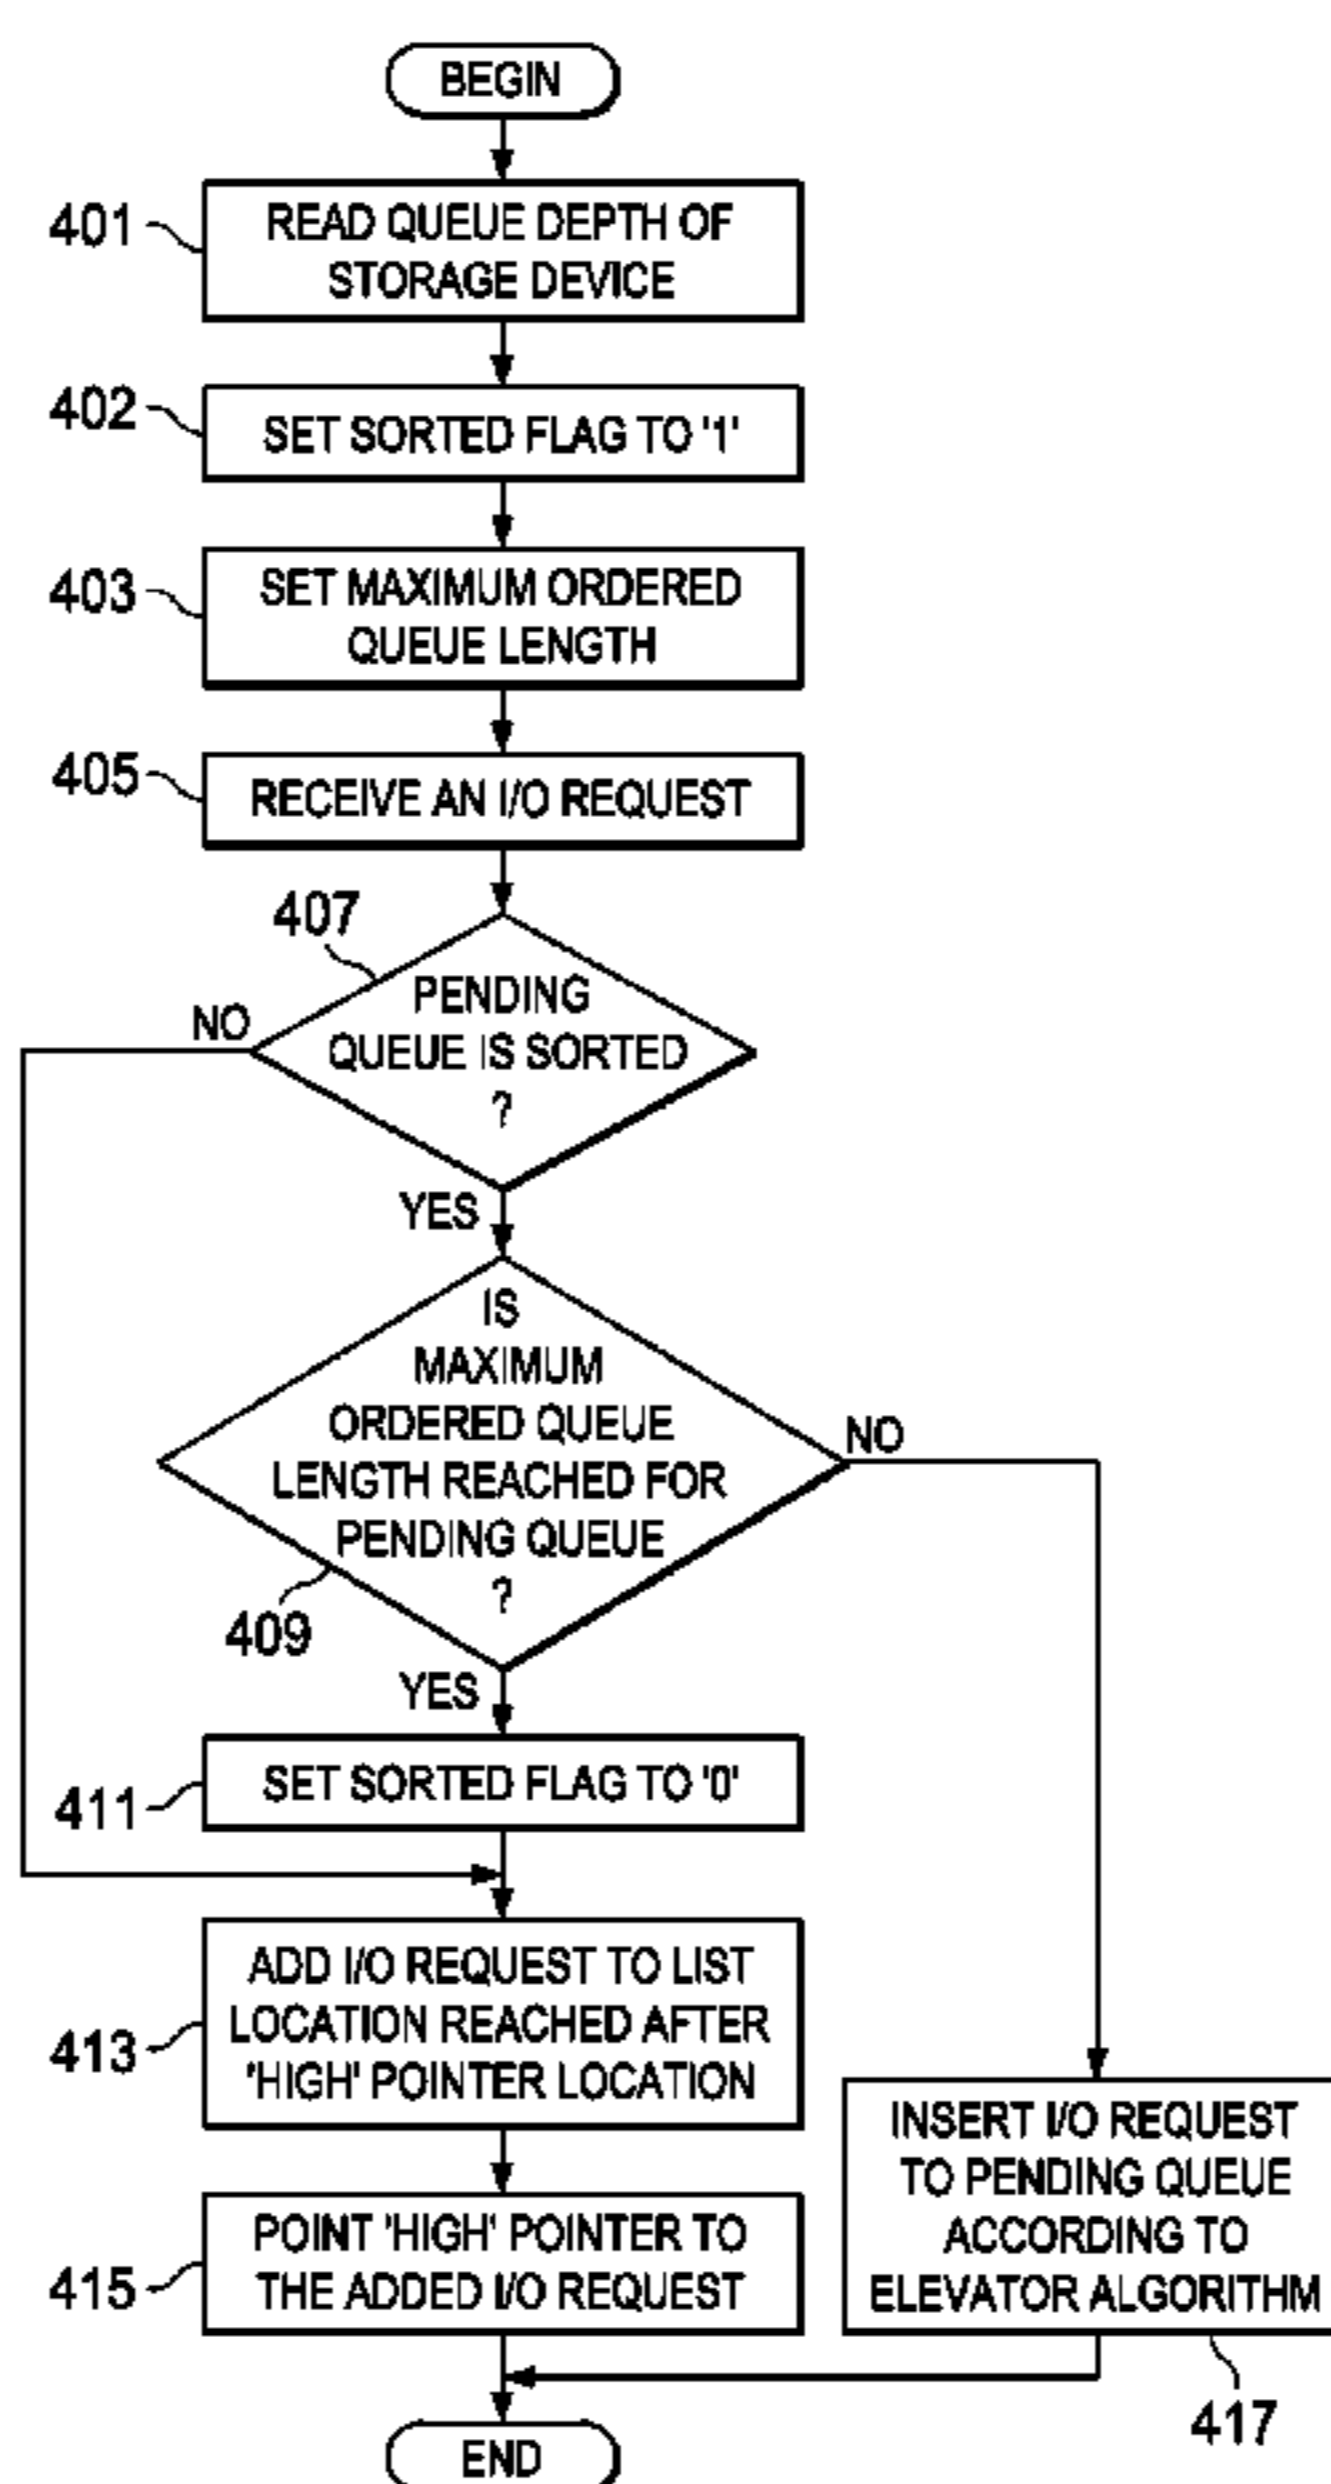 BEGIN
401
READ QUEUE DEPTH OF
STORAGE DEVICE
402
SET SORTED FLAG TO '1'
403
SET MAXIMUM ORDERED
QUEUE LENGTH
405
RECEIVE AN I/O REQUEST
407
PENDING
QUEUE IS SORTED
?
NO
YES
IS
MAXIMUM
ORDERED QUEUE
LENGTH REACHED FOR
PENDING QUEUE
?
NO
409
YES
411
SET SORTED FLAG TO '0'
413
ADD I/O REQUEST TO LIST
LOCATION REACHED AFTER
'HIGH' POINTER LOCATION
415
POINT 'HIGH' POINTER TO
THE ADDED I/O REQUEST
INSERT I/O REQUEST
TO PENDING QUEUE
ACCORDING TO
ELEVATOR ALGORITHM
417
END